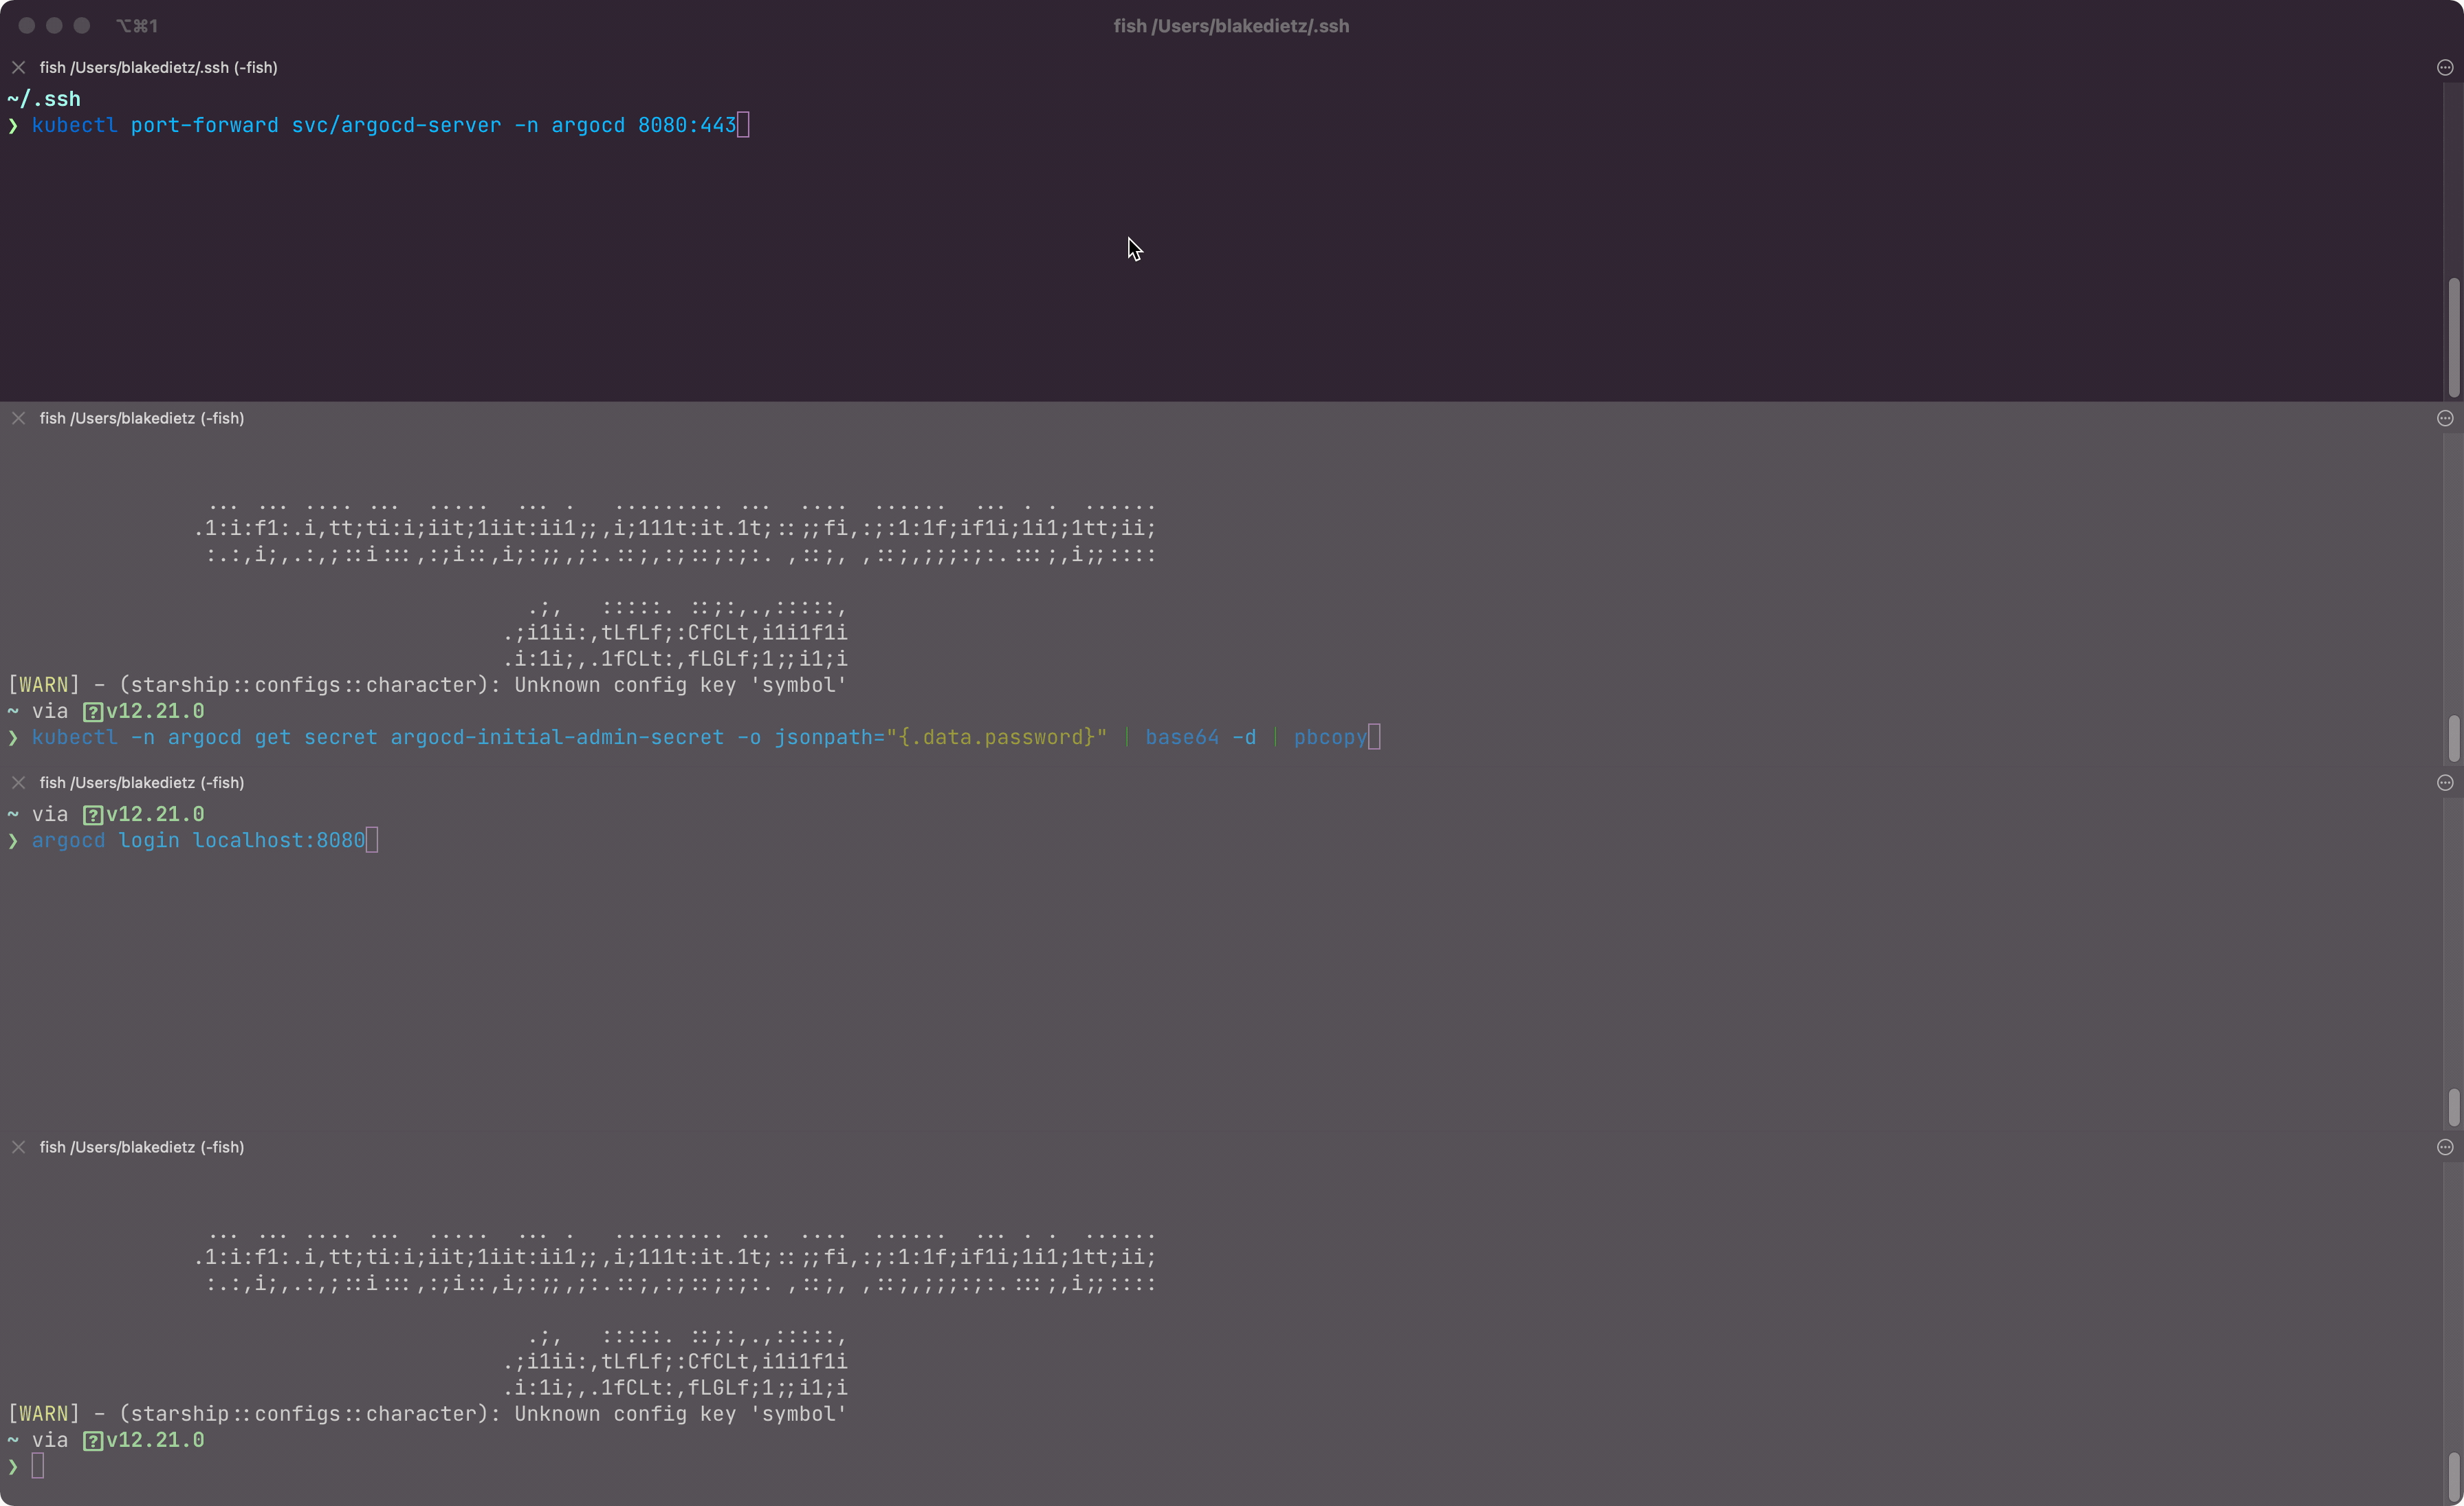 ⌥⌘1 fish /Users/blakedietz/.ssh
fish /Users/blakedietz/.ssh (-fish)
~/.ssh
❯ kubectl port-forward svc/argocd-server -n argocd 8080:443
fish /Users/blakedietz (-fish)
... ... .... ... ..... ... . ......... ... .... ...... ... . . ......
.1:i:f1:.i,tt;ti:i;iit;1iit:ii1;;,i;111t:it.1t;::;;fi,:;:1:1f;if1i;1i1;1tt;ii;
:.:,i;,.:,;::i:::,:;i::,i;:;;,;:.::;,:;::;:;:. ,::;, ,::;,;;;:;:.:::;,i;;::::
.;, :::::. ::;:,.,:::::,
.;i1ii:,tLfLf;:CfCLt,i1i1f1i
.i:1i;,.1fCLt:,fLGLf;1;;i1;i
[WARN] - (starship::configs::character): Unknown config key 'symbol'
~ via v12.21.0
❯ kubectl -n argocd get secret argocd-initial-admin-secret -o jsonpath="{.data.password}" | base64 -d | pbcopy
fish /Users/blakedietz (-fish)
~ via v12.21.0
❯ argocd login localhost:8080
fish /Users/blakedietz (-fish)
... ... .... ... ..... ... . ......... ... .... ...... ... . . ......
.1:i:f1:.i,tt;ti:i;iit;1iit:ii1;;,i;111t:it.1t;::;;fi,:;:1:1f;if1i;1i1;1tt;ii;
:.:,i;,.:,;::i:::,:;i::,i;:;;,;:.::;,:;::;:;:. ,::;, ,::;,;;;:;:.:::;,i;;::::
.;, :::::. ::;:,.,:::::,
.;i1ii:,tLfLf;:CfCLt,i1i1f1i
.i:1i;,.1fCLt:,fLGLf;1;;i1;i
[WARN] - (starship::configs::character): Unknown config key 'symbol'
~ via v12.21.0
❯